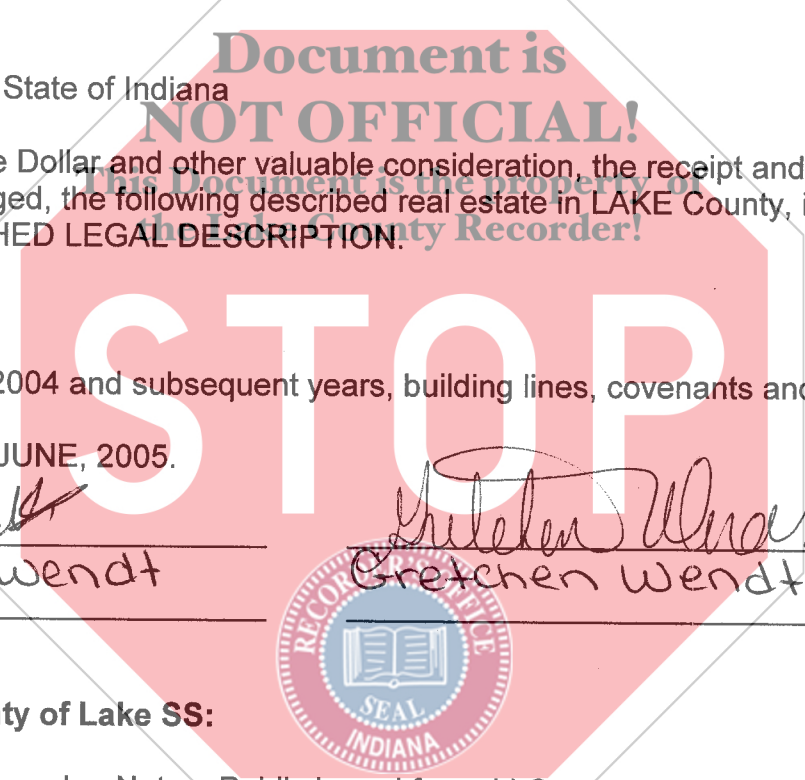 Document is
State of Indiana
NOT OFFICIAL!
e Dollar and other valuable consideration, the receipt and
This Document is the property of
ged, the following described real estate in LAKE County, i
the Lake County Recorder!
HED LEGAL DESCRIPTION.
STOP
2004 and subsequent years, building lines, covenants and
JUNE, 2005.
Gretchen Wend
wendt
Gretchen Wendt
RECORDER'S OFFICE
SEAL
INDIANA
ty of Lake SS: